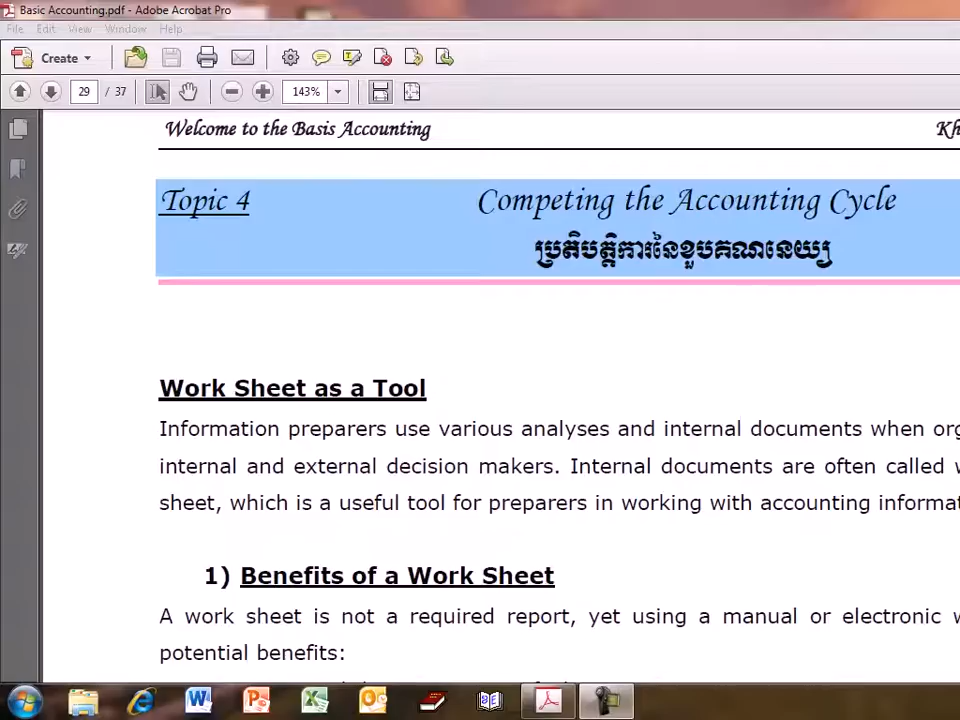 Basic Accounting.pdf - Adobe Acrobat Pro
File Edit View Window Help
Create
29 / 37 143%
Welcome to the Basis Accounting Kh
Topic 4 Competing the Accounting Cycle
ប្រតិបត្តិការនៃខួបគណនេយ្យ
Work Sheet as a Tool
Information preparers use various analyses and internal documents when org
internal and external decision makers. Internal documents are often called w
sheet, which is a useful tool for preparers in working with accounting informat
1) Benefits of a Work Sheet
A work sheet is not a required report, yet using a manual or electronic w
potential benefits: